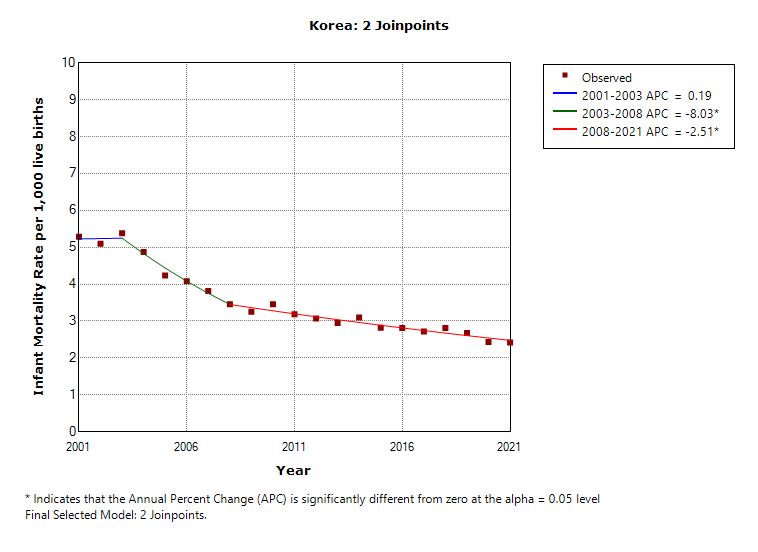 Korea: 2 Joinpoints
10
9
8
7
6
5
4
3
2
1
0
Infant Mortality Rate per 1,000 live births
2001
2006
2011
2016
2021
Year
Observed
2001-2003 APC = 0.19
2003-2008 APC = -8.03*
2008-2021 APC = -2.51*
* Indicates that the Annual Percent Change (APC) is significantly different from zero at the alpha = 0.05 level
Final Selected Model: 2 Joinpoints.